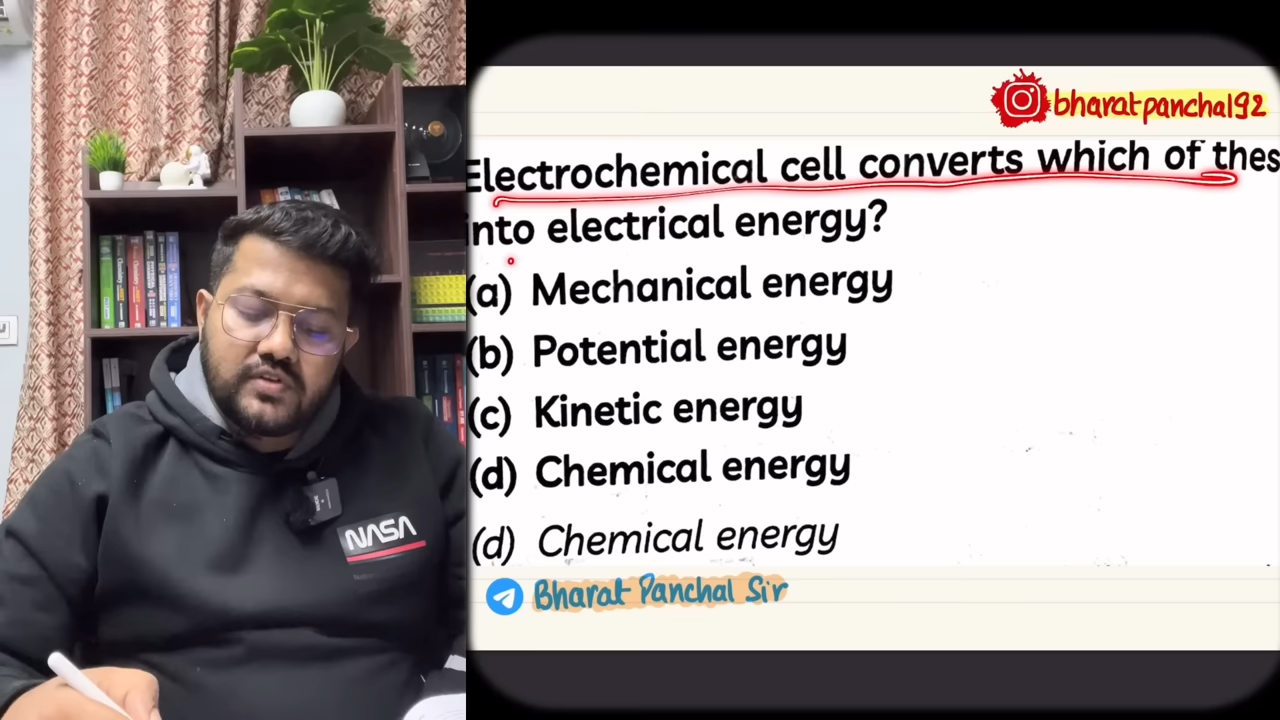 bharatpanchal92
Electrochemical cell converts which of thes
into electrical energy?
(a) Mechanical energy
(b) Potential energy
(c) Kinetic energy
(d) Chemical energy
(d) Chemical energy
Bharat Panchal Sir
NASA